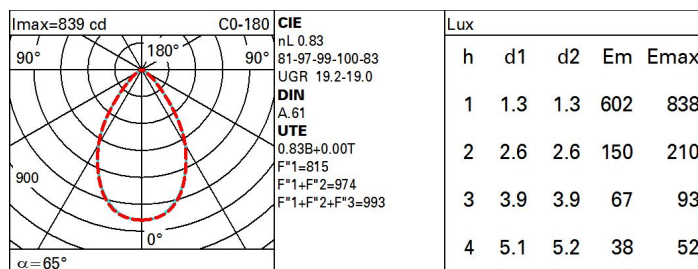 Imax=839 cd C0-180
90° 180° 90°
900
0°
α=65°
CIE
nL 0.83
81-97-99-100-83
UGR 19.2-19.0
DIN
A.61
UTE
0.83B+0.00T
F"1=815
F"1+F"2=974
F"1+F"2+F"3=993
Lux
h d1 d2 Em Emax
1 1.3 1.3 602 838
2 2.6 2.6 150 210
3 3.9 3.9 67 93
4 5.1 5.2 38 52